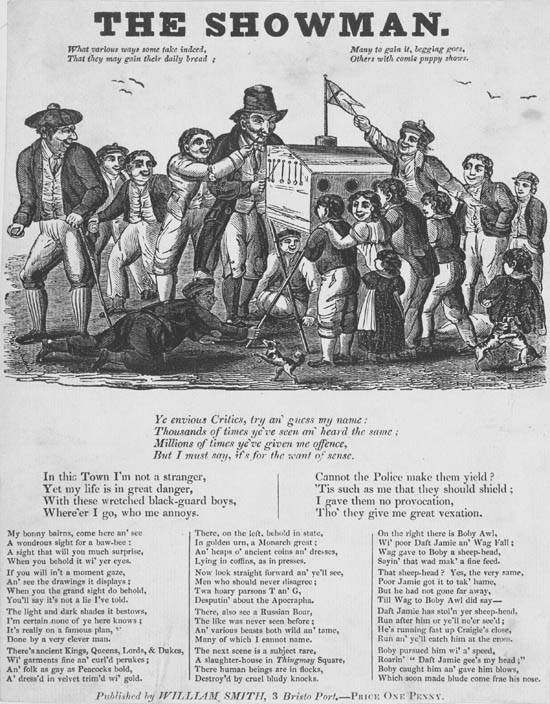 THE SHOWMAN.
What various ways some take indeed,
That they may gain their daily bread ;
Many to gain it, begging goes,
Others with comic puppy shows.
Ye envious Critics, try an' guess my name :
Thousands of times ye've seen an' heard the same ;
Millions of times ye've given me offence,
But I must say, it's for the want of sense.
In this Town I'm not a stranger,
Yet my life is in great danger,
With these wretched black-guard boys,
Where'er I go, who me annoys.
Cannot the Police make them yield ?
'Tis such as me that they should shield ;
I gave them no provocation,
Tho' they give me great vexation.
My bonny bairns, come here an' see
A wondrous sight for a baw-bee :
A sight that will you much surprise,
When you behold it wi' yer eyes.
If you will in't a moment gaze,
An' see the drawings it displays ;
When you the grand sight do behold,
You'll say it's not a lie I've told.
The light and dark shades it bestows,
I'm certain none of ye here knows ;
It's really on a famous plan,
Done by a very clever man.
There's ancient Kings, Queens, Lords, & Dukes,
Wi' garments fine an' curl'd perukes ;
An' folk as gay as Peacocks bold,
A' dress'd in velvet trim'd wi' gold.
There, on the left, behold in state,
In golden urn, a Monarch great ;
An' heaps o' ancient coins an' dresses,
Lying in coffins, as in presses.
Now look straight forward an' ye'll see,
Men who should never disagree ;
Twa hoary parsons T an' G,
Desputin' about the Apocrapha.
There, also see a Russian Boar,
The like was never seen before ;
An' various beasts both wild an' tame,
Many of which I cannot name.
The next scene is a subject rare,
A slaughter-house in Thingmay Square,
There human beings are in flocks,
Destroy'd by cruel bludy knocks.
On the right there is Boby Awl,
Wi' poor Daft Jamie an' Wag Fall ;
Wag gave to Boby a sheep-head,
Sayin' that wad mak' a fine feed.
That sheep-head ? Yes, the very same,
Poor Jamie got it to tak' hame,
But he had not gone far away,
Till Wag to Boby Awl did say—
Daft Jamie has stol'n yer sheep-head,
Run after him or ye'll ne'er see'd ;
He's running fast up Craigie's close,
Run an' ye'll catch him at the cross.
Boby pursued him wi' a' speed,
Roarin' " Daft Jamie gee's my head ;"
Boby caught him an' gave him blows,
Which soon made blude come frae his nose.
Published by WILLIAM SMITH, 3 Bristo Port.—PRICE ONE PENNY.